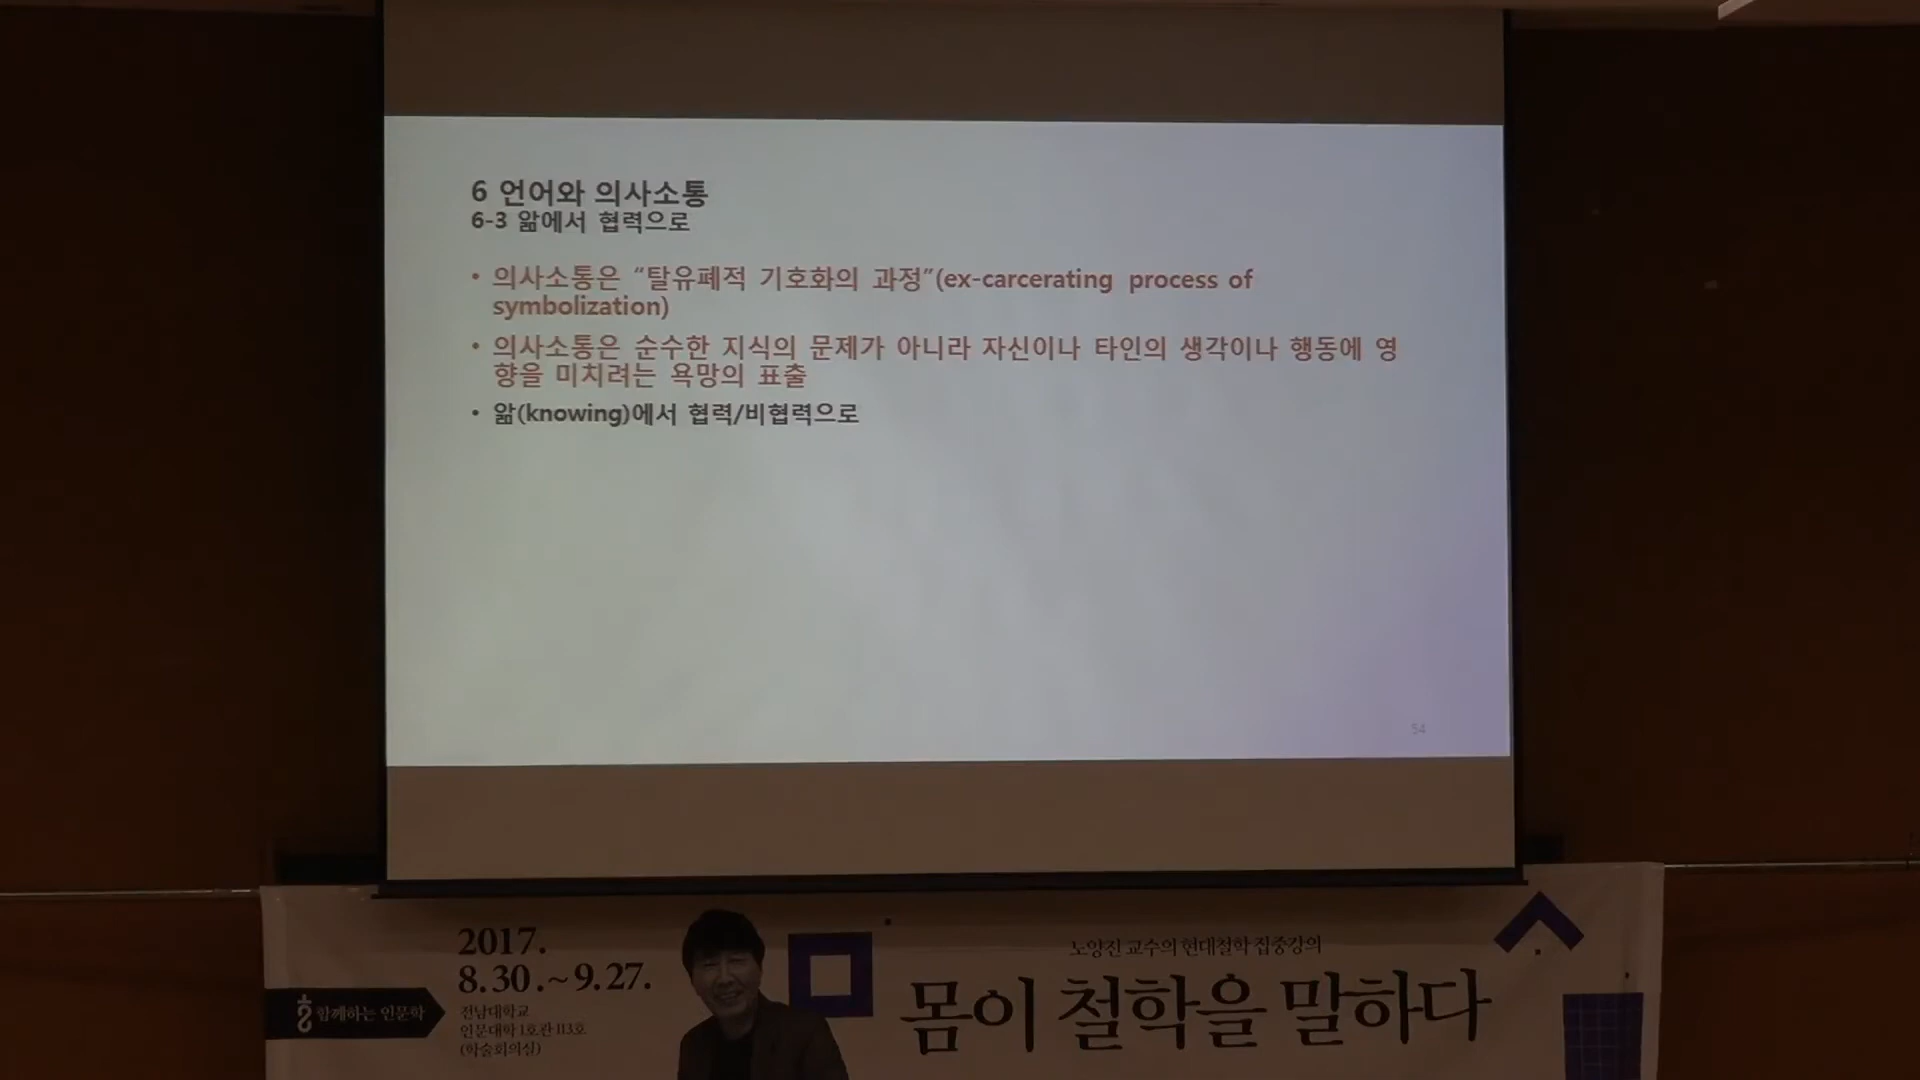 6 언어와 의사소통
6-3 앎에서 협력으로
• 의사소통은 “탈유폐적 기호화의 과정”(ex-carcerating process of
symbolization)
• 의사소통은 순수한 지식의 문제가 아니라 자신이나 타인의 생각이나 행동에 영
향을 미치려는 욕망의 표출
• 앎(knowing)에서 협력/비협력으로
54
2017.
8.30.~9.27.
함께하는 인문학
전남대학교
인문대학 1호관 113호
(학술회의실)
노양진 교수의 현대철학 집중강의
몸이 철학을 말하다